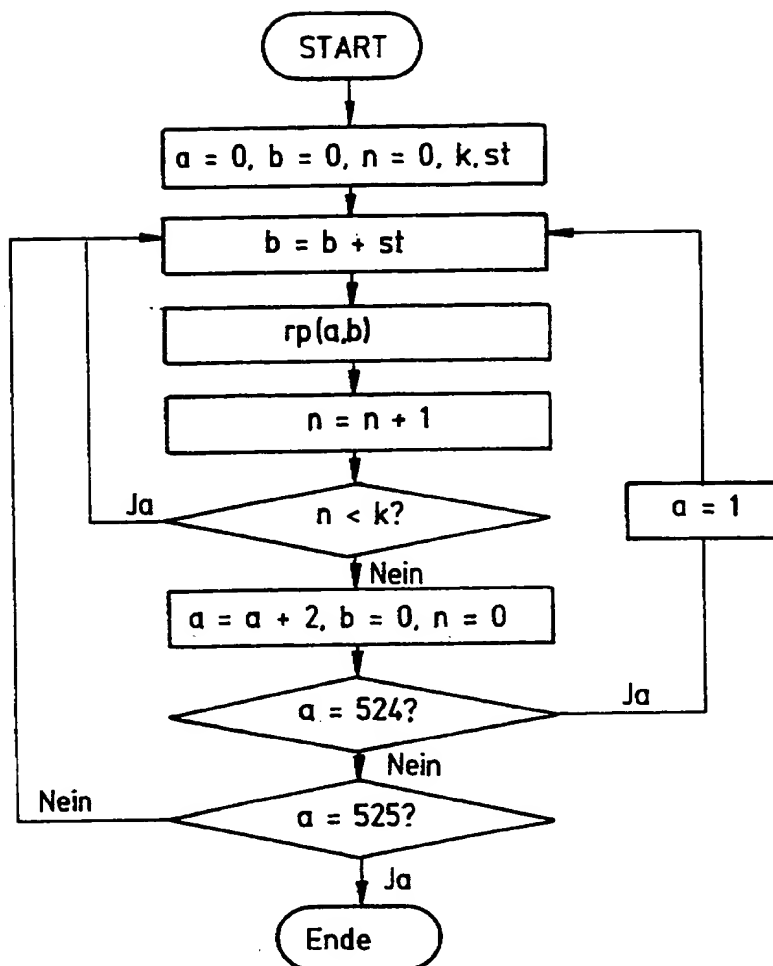 START
a = 0, b = 0, n = 0, k, st
b = b + st
rp(a,b)
n = n + 1
n < k?
Ja
a = 1
Nein
a = a + 2, b = 0, n = 0
a = 524?
Ja
Nein
a = 525?
Nein
Ja
Ende